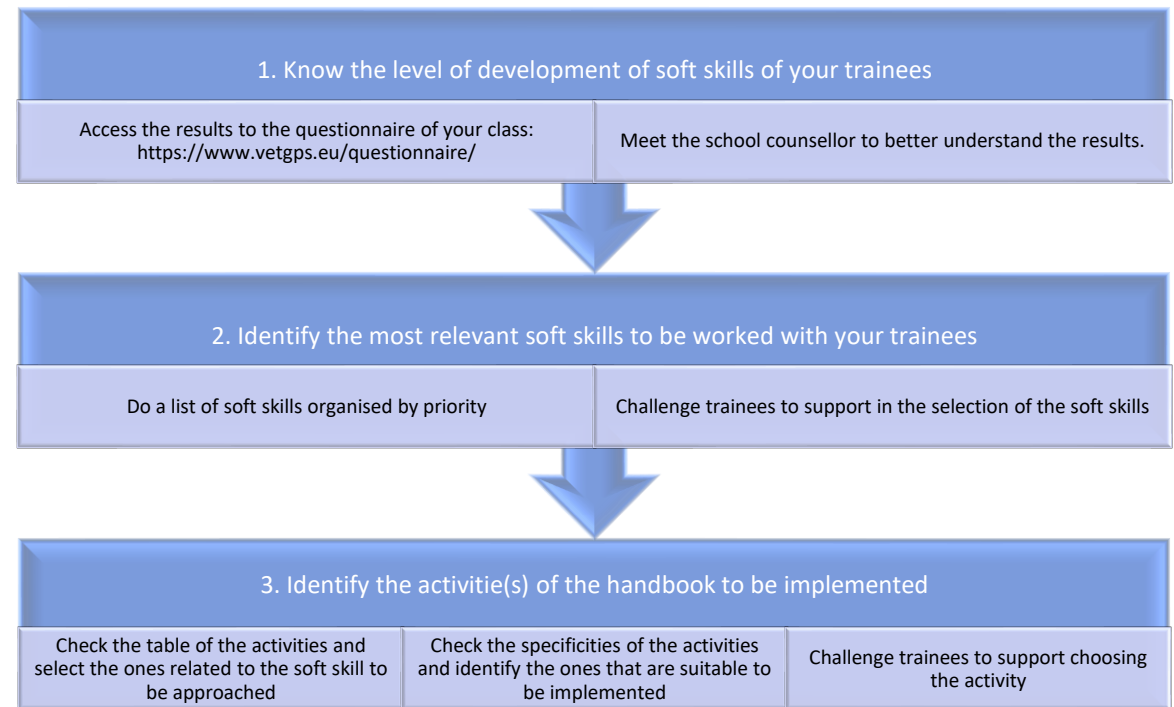 1. Know the level of development of soft skills of your trainees
Access the results to the questionnaire of your class:
https://www.vetgps.eu/questionnaire/
Meet the school counsellor to better understand the results.
2. Identify the most relevant soft skills to be worked with your trainees
Do a list of soft skills organised by priority
Challenge trainees to support in the selection of the soft skills
3. Identify the activitie(s) of the handbook to be implemented
Check the table of the activities and
select the ones related to the soft skill to
be approached
Check the specificities of the activities
and identify the ones that are suitable to
be implemented
Challenge trainees to support choosing
the activity